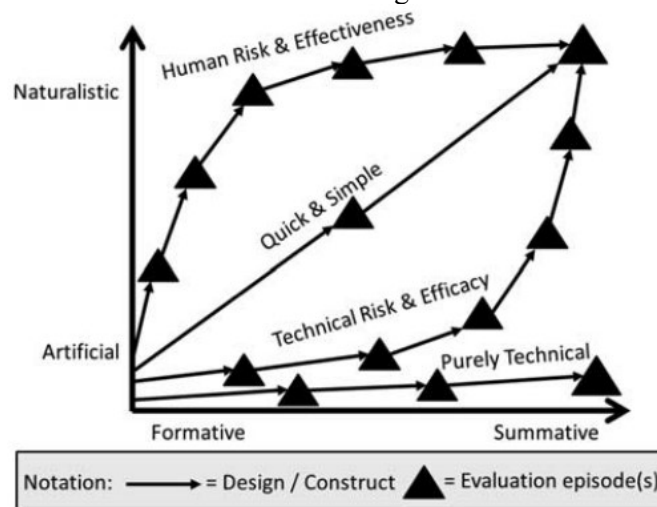 Human Risk & Effectiveness
Naturalistic
Quick & Simple
Technical Risk & Efficacy
Artificial
Purely Technical
Formative
Summative
Notation:
= Design / Construct
= Evaluation episode(s)